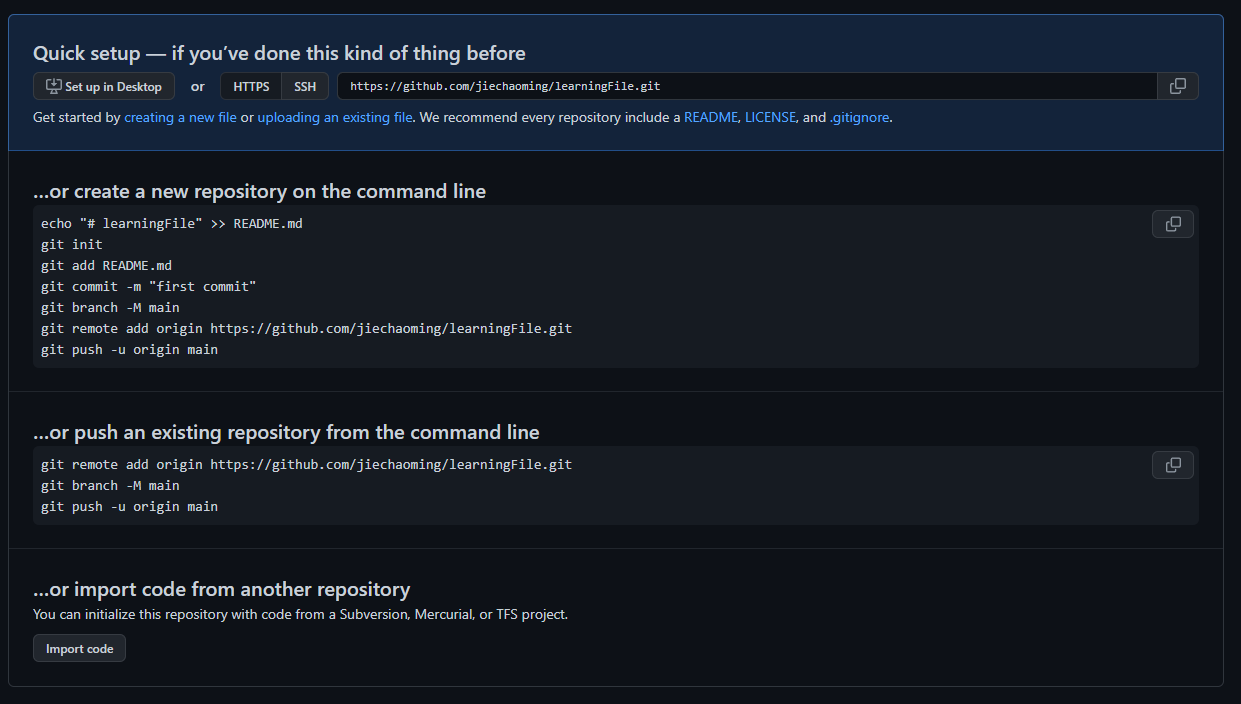 Quick setup — if you’ve done this kind of thing before
Set up in Desktop or HTTPS SSH https://github.com/jiechaoming/learningFile.git
Get started by creating a new file or uploading an existing file. We recommend every repository include a README, LICENSE, and .gitignore.
…or create a new repository on the command line
echo "# learningFile" >> README.md
git init
git add README.md
git commit -m "first commit"
git branch -M main
git remote add origin https://github.com/jiechaoming/learningFile.git
git push -u origin main
…or push an existing repository from the command line
git remote add origin https://github.com/jiechaoming/learningFile.git
git branch -M main
git push -u origin main
…or import code from another repository
You can initialize this repository with code from a Subversion, Mercurial, or TFS project.
Import code